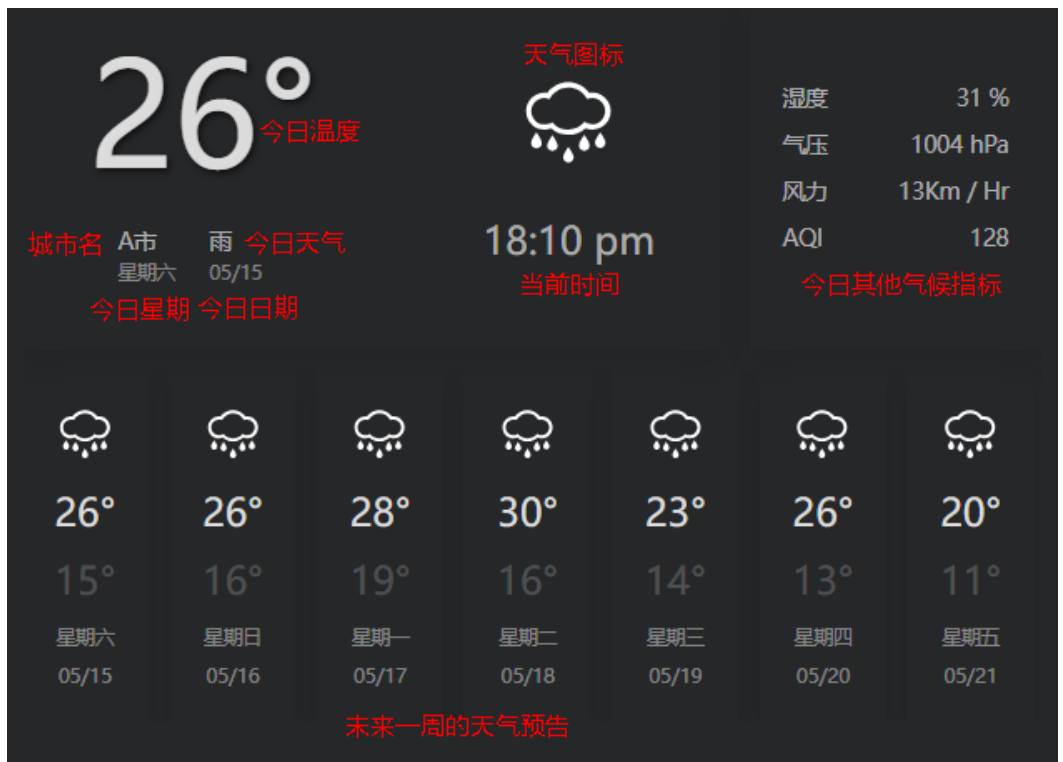 26°
今日温度
天气图标
城市名 A市 雨 今日天气
星期六 05/15
今日星期 今日日期
18:10 pm
当前时间
湿度 31 %
气压 1004 hPa
风力 13Km / Hr
AQI 128
今日其他气候指标
26° 26° 28° 30° 23° 26° 20°
15° 16° 19° 16° 14° 13° 11°
星期六 星期日 星期一 星期二 星期三 星期四 星期五
05/15 05/16 05/17 05/18 05/19 05/20 05/21
末来一周的天气预告